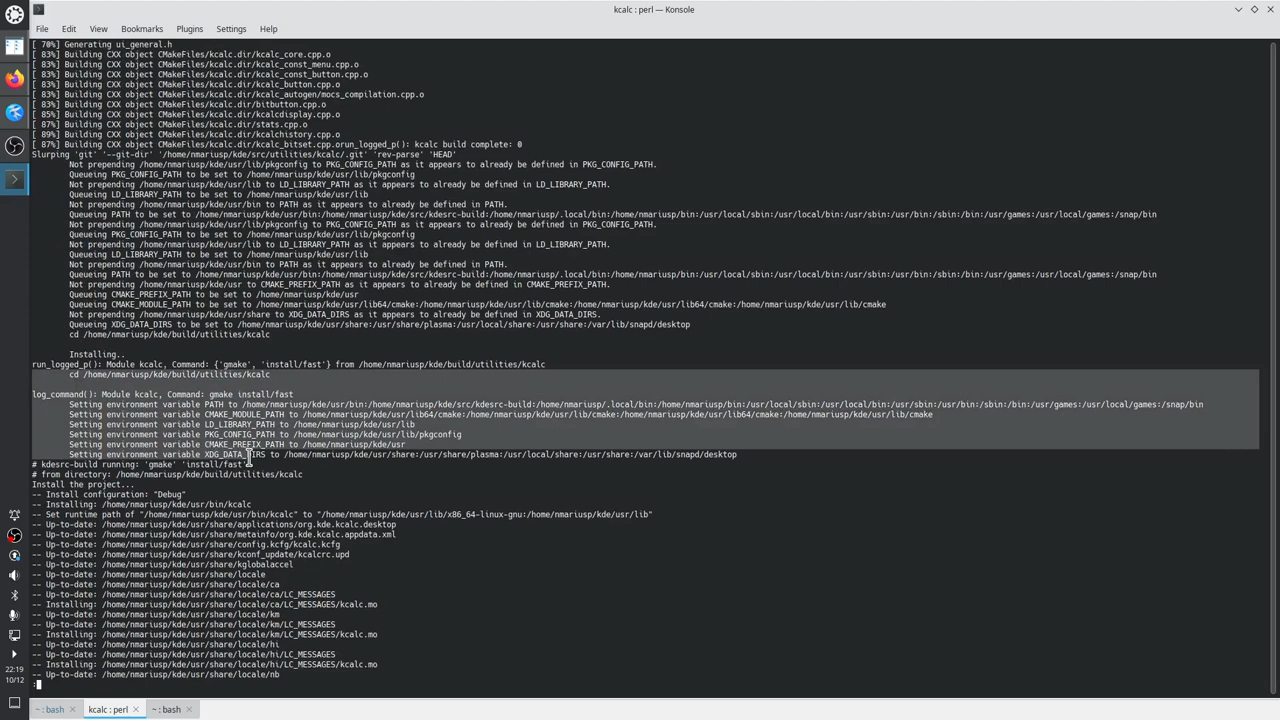 kcalc : perl — Konsole
File Edit View Bookmarks Plugins Settings Help
[ 70%] Generating ui_general.h
[ 83%] Building CXX object CMakeFiles/kcalc.dir/kcalc_core.cpp.o
[ 83%] Building CXX object CMakeFiles/kcalc.dir/kcalc_const_menu.cpp.o
[ 83%] Building CXX object CMakeFiles/kcalc.dir/kcalc_const_button.cpp.o
[ 83%] Building CXX object CMakeFiles/kcalc.dir/kcalc_button.cpp.o
[ 83%] Building CXX object CMakeFiles/kcalc.dir/kcalc_autogen/mocs_compilation.cpp.o
[ 83%] Building CXX object CMakeFiles/kcalc.dir/bitbutton.cpp.o
[ 85%] Building CXX object CMakeFiles/kcalc.dir/kcalcdisplay.cpp.o
[ 87%] Building CXX object CMakeFiles/kcalc.dir/stats.cpp.o
[ 89%] Building CXX object CMakeFiles/kcalc.dir/kcalchistory.cpp.o
[ 87%] Building CXX object CMakeFiles/kcalc.dir/kcalc_bitset.cpp.orun_logged_p(): kcalc build complete: 0
Slurping 'git' '--git-dir' '/home/nmariusp/kde/src/utilities/kcalc/.git' 'rev-parse' 'HEAD'
Not prepending /home/nmariusp/kde/usr/lib/pkgconfig to PKG_CONFIG_PATH as it appears to already be defined in PKG_CONFIG_PATH.
Queueing PKG_CONFIG_PATH to be set to /home/nmariusp/kde/usr/lib/pkgconfig
Not prepending /home/nmariusp/kde/usr/lib to LD_LIBRARY_PATH as it appears to already be defined in LD_LIBRARY_PATH.
Queueing LD_LIBRARY_PATH to be set to /home/nmariusp/kde/usr/lib
Not prepending /home/nmariusp/kde/usr/bin to PATH as it appears to already be defined in PATH.
Queueing PATH to be set to /home/nmariusp/kde/usr/bin:/home/nmariusp/kde/src/kdesrc-build:/home/nmariusp/.local/bin:/home/nmariusp/bin:/usr/local/sbin:/usr/local/bin:/usr/sbin:/usr/bin:/sbin:/bin:/usr/games:/usr/local/games:/snap/bin
Not prepending /home/nmariusp/kde/usr/lib/pkgconfig to PKG_CONFIG_PATH as it appears to already be defined in PKG_CONFIG_PATH.
Queueing PKG_CONFIG_PATH to be set to /home/nmariusp/kde/usr/lib/pkgconfig
Not prepending /home/nmariusp/kde/usr/lib to LD_LIBRARY_PATH as it appears to already be defined in LD_LIBRARY_PATH.
Queueing LD_LIBRARY_PATH to be set to /home/nmariusp/kde/usr/lib
Not prepending /home/nmariusp/kde/usr/bin to PATH as it appears to already be defined in PATH.
Queueing PATH to be set to /home/nmariusp/kde/usr/bin:/home/nmariusp/kde/src/kdesrc-build:/home/nmariusp/.local/bin:/home/nmariusp/bin:/usr/local/sbin:/usr/local/bin:/usr/sbin:/usr/bin:/sbin:/bin:/usr/games:/usr/local/games:/snap/bin
Not prepending /home/nmariusp/kde/usr to CMAKE_PREFIX_PATH as it appears to already be defined in CMAKE_PREFIX_PATH.
Queueing CMAKE_PREFIX_PATH to be set to /home/nmariusp/kde/usr
Queueing CMAKE_MODULE_PATH to be set to /home/nmariusp/kde/usr/lib64/cmake:/home/nmariusp/kde/usr/lib/cmake:/home/nmariusp/kde/usr/lib64/cmake:/home/nmariusp/kde/usr/lib/cmake
Not prepending /home/nmariusp/kde/usr/share to XDG_DATA_DIRS as it appears to already be defined in XDG_DATA_DIRS.
Queueing XDG_DATA_DIRS to be set to /home/nmariusp/kde/usr/share:/usr/share/plasma:/usr/local/share:/usr/share:/var/lib/snapd/desktop
cd /home/nmariusp/kde/build/utilities/kcalc
Installing..
run_logged_p(): Module kcalc, Command: {'gmake', 'install/fast'} from /home/nmariusp/kde/build/utilities/kcalc
cd /home/nmariusp/kde/build/utilities/kcalc
log_command(): Module kcalc, Command: gmake install/fast
Setting environment variable PATH to /home/nmariusp/kde/usr/bin:/home/nmariusp/kde/src/kdesrc-build:/home/nmariusp/.local/bin:/home/nmariusp/bin:/usr/local/sbin:/usr/local/bin:/usr/sbin:/usr/bin:/sbin:/bin:/usr/games:/usr/local/games:/snap/bin
Setting environment variable CMAKE_MODULE_PATH to /home/nmariusp/kde/usr/lib64/cmake:/home/nmariusp/kde/usr/lib/cmake:/home/nmariusp/kde/usr/lib64/cmake:/home/nmariusp/kde/usr/lib/cmake
Setting environment variable LD_LIBRARY_PATH to /home/nmariusp/kde/usr/lib
Setting environment variable PKG_CONFIG_PATH to /home/nmariusp/kde/usr/lib/pkgconfig
Setting environment variable CMAKE_PREFIX_PATH to /home/nmariusp/kde/usr
Setting environment variable XDG_DATA_DIRS to /home/nmariusp/kde/usr/share:/usr/share/plasma:/usr/local/share:/usr/share:/var/lib/snapd/desktop
# kdesrc-build running: 'gmake' 'install/fast'
# from directory: /home/nmariusp/kde/build/utilities/kcalc
Install the project...
-- Install configuration: "Debug"
-- Installing: /home/nmariusp/kde/usr/bin/kcalc
-- Set runtime path of "/home/nmariusp/kde/usr/bin/kcalc" to "/home/nmariusp/kde/usr/lib/x86_64-linux-gnu:/home/nmariusp/kde/usr/lib"
-- Up-to-date: /home/nmariusp/kde/usr/share/applications/org.kde.kcalc.desktop
-- Up-to-date: /home/nmariusp/kde/usr/share/metainfo/org.kde.kcalc.appdata.xml
-- Up-to-date: /home/nmariusp/kde/usr/share/config.kcfg/kcalc.kcfg
-- Up-to-date: /home/nmariusp/kde/usr/share/kconf_update/kcalcrc.upd
-- Up-to-date: /home/nmariusp/kde/usr/share/kglobalaccel
-- Up-to-date: /home/nmariusp/kde/usr/share/locale
-- Up-to-date: /home/nmariusp/kde/usr/share/locale/ca
-- Up-to-date: /home/nmariusp/kde/usr/share/locale/ca/LC_MESSAGES
-- Installing: /home/nmariusp/kde/usr/share/locale/ca/LC_MESSAGES/kcalc.mo
-- Up-to-date: /home/nmariusp/kde/usr/share/locale/km
-- Up-to-date: /home/nmariusp/kde/usr/share/locale/km/LC_MESSAGES
-- Installing: /home/nmariusp/kde/usr/share/locale/km/LC_MESSAGES/kcalc.mo
-- Up-to-date: /home/nmariusp/kde/usr/share/locale/hi
-- Up-to-date: /home/nmariusp/kde/usr/share/locale/hi/LC_MESSAGES
-- Installing: /home/nmariusp/kde/usr/share/locale/hi/LC_MESSAGES/kcalc.mo
-- Up-to-date: /home/nmariusp/kde/usr/share/locale/nb
:
22:19
10/12
~ : bash
kcalc : perl
~ : bash